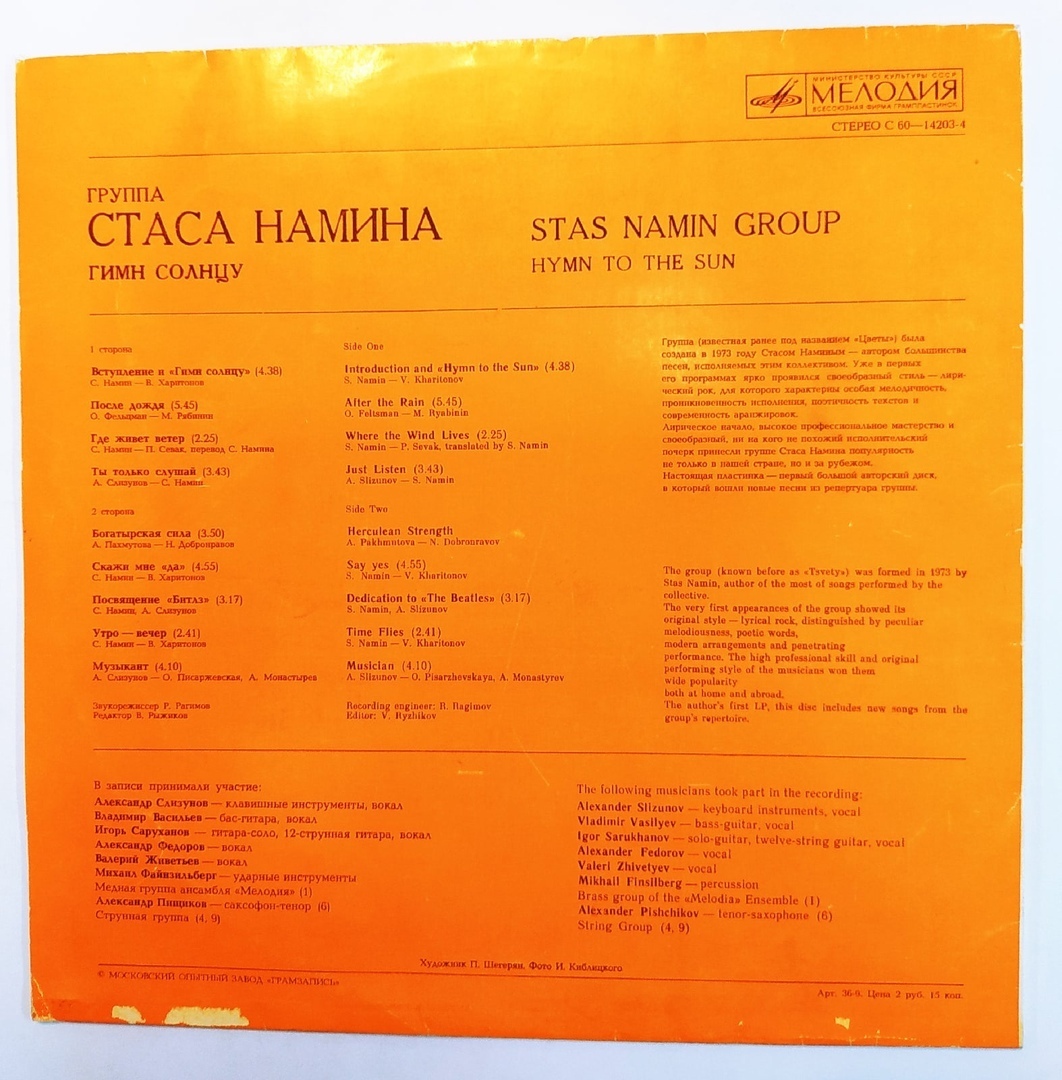 МИНИСТЕРСТВО КУЛЬТУРЫ СССР
МЕЛОДИЯ
ВСЕСОЮЗНАЯ ФИРМА ГРАМПЛАСТИНОК
СТЕРЕО С 60—14203-4
ГРУППА
СТАСА НАМИНА
ГИМН СОЛНЦУ
STAS NAMIN GROUP
HYMN TO THE SUN
1 сторона
Вступление и «Гимн солнцу» (4.38)
С. Намин — В. Харитонов
После дождя (5.45)
О. Фельцман — М. Рябинин
Где живет ветер (2.25)
С. Намин — П. Севак, перевод С. Намина
Ты только слушай (3.43)
А. Слизунов — С. Намин
2 сторона
Богатырская сила (3.50)
А. Пахмутова — Н. Добронравов
Скажи мне «да» (4.55)
С. Намин — В. Харитонов
Посвящение «Битлз» (3.17)
С. Намин, А. Слизунов
Утро — вечер (2.41)
С. Намин — В. Харитонов
Музыкант (4.10)
А. Слизунов — О. Писаржевская, А. Монастырев
Звукорежиссер Р. Рагимов
Редактор В. Рыжиков
Side One
Introduction and «Hymn to the Sun» (4.38)
S. Namin — V. Kharitonov
After the Rain (5.45)
O. Feltsman — M. Ryabinin
Where the Wind Lives (2.25)
S. Namin — P. Sevak, translated by S. Namin
Just Listen (3.43)
A. Slizunov — S. Namin
Side Two
Herculean Strength
A. Pakhmutova — N. Dobronravov
Say yes (4.55)
S. Namin — V. Kharitonov
Dedication to «The Beatles» (3.17)
S. Namin, A. Slizunov
Time Flies (2.41)
S. Namin — V. Kharitonov
Musician (4.10)
A. Slizunov — O. Pisarzhevskaya, A. Monastyrev
Recording engineer: R. Ragimov
Editor: V. Ryzhikov
Группа (известная ранее под названием «Цветы») была
создана в 1973 году Стасом Наминым — автором большинства
песен, исполняемых этим коллективом. Уже в первых
его программах ярко проявился своеобразный стиль — лири-
ческий рок, для которого характерны особая мелодичность,
проникновенность исполнения, поэтичность текстов и
современность аранжировок.
Лирическое начало, высокое профессиональное мастерство и
своеобразный, ни на кого не похожий исполнительский
почерк принесли группе Стаса Намина популярность
не только в нашей стране, но и за рубежом.
Настоящая пластинка — первый большой авторский диск,
в который вошли новые песни из репертуара группы.
The group (known before as «Tsvety») was formed in 1973 by
Stas Namin, author of the most of songs performed by the
collective.
The very first appearances of the group showed its
original style — lyrical rock, distinguished by peculiar
melodiousness, poetic words,
modern arrangements and penetrating
performance. The high professional skill and original
performing style of the musicians won them
wide popularity
both at home and abroad.
The author's first LP, this disc includes new songs from the
group's repertoire.
В записи принимали участие:
Александр Слизунов — клавишные инструменты, вокал
Владимир Васильев — бас-гитара, вокал
Игорь Саруханов — гитара-соло, 12-струнная гитара, вокал
Александр Федоров — вокал
Валерий Живетьев — вокал
Михаил Файнзильберг — ударные инструменты
Медная группа ансамбля «Мелодия» (1)
Александр Пищиков — саксофон-тенор (6)
Струнная группа (4, 9)
The following musicians took part in the recording:
Alexander Slizunov — keyboard instruments, vocal
Vladimir Vasilyev — bass-guitar, vocal
Igor Sarukhanov — solo-guitar, twelve-string guitar, vocal
Alexander Fedorov — vocal
Valeri Zhivetyev — vocal
Mikhail Finsilberg — percussion
Brass group of the «Melodia» Ensemble (1)
Alexander Pishchikov — tenor-saxophone (6)
String Group (4, 9)
Художник П. Шегерян. Фото И. Киблицкого
© МОСКОВСКИЙ ОПЫТНЫЙ ЗАВОД «ГРАМЗАПИСЬ»
Арт. 36-9. Цена 2 руб. 15 коп.